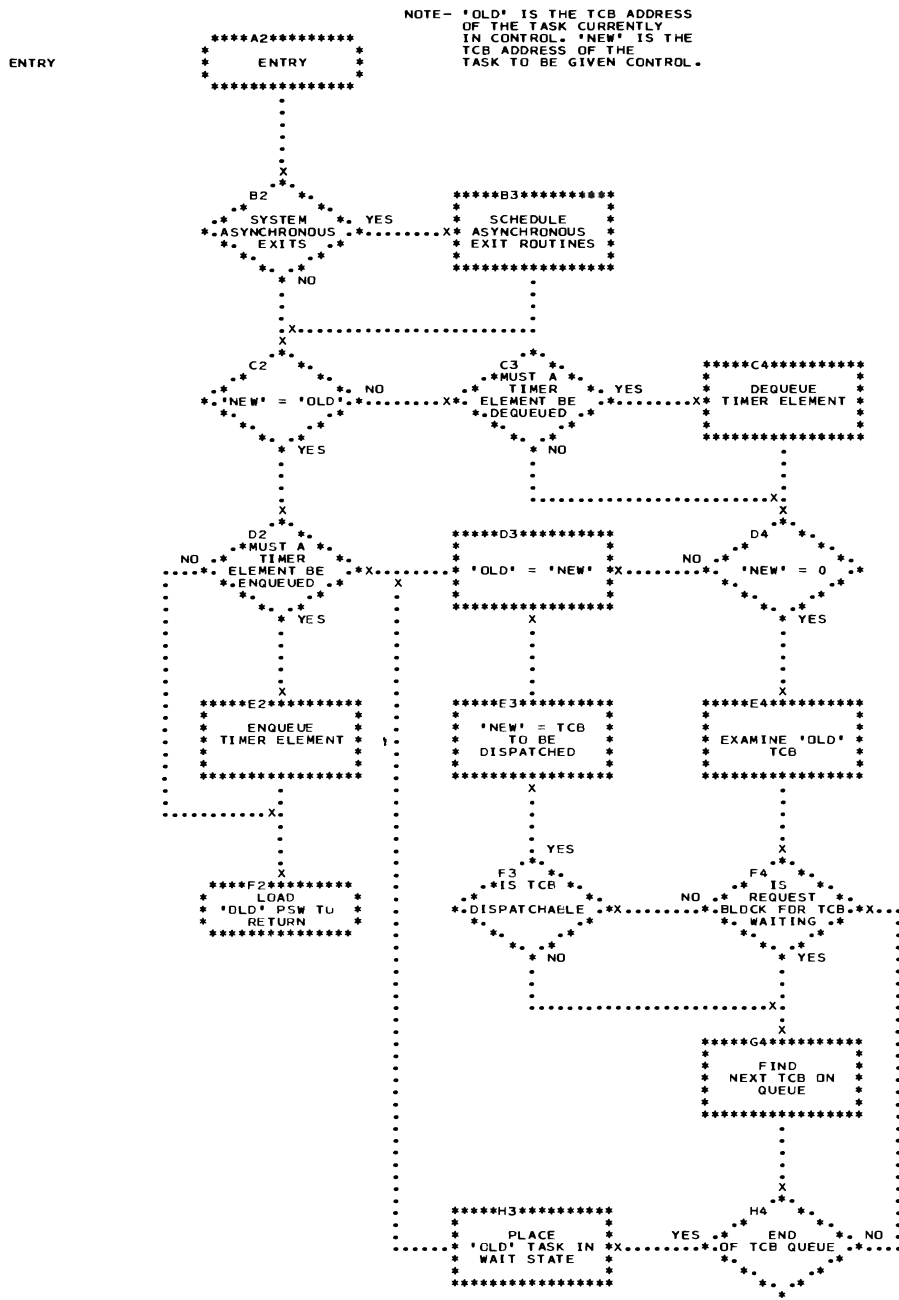 NOTE- 'OLD' IS THE TCB ADDRESS
OF THE TASK CURRENTLY
IN CONTROL. 'NEW' IS THE
TCB ADDRESS OF THE
TASK TO BE GIVEN CONTROL.
ENTRY
A2
ENTRY
B2
SYSTEM
ASYNCHRONOUS
EXITS
YES
NO
B3
SCHEDULE
ASYNCHRONOUS
EXIT ROUTINES
C2
'NEW' = 'OLD'
NO
YES
C3
MUST A
TIMER
ELEMENT BE
DEQUEUED
YES
NO
C4
DEQUEUE
TIMER ELEMENT
D2
MUST A
TIMER
ELEMENT BE
ENQUEUED
NO
YES
D3
'OLD' = 'NEW'
D4
'NEW' = 0
NO
YES
E2
ENQUEUE
TIMER ELEMENT
E3
'NEW' = TCB
TO BE
DISPATCHED
E4
EXAMINE 'OLD'
TCB
F2
LOAD
'OLD' PSW TO
RETURN
YES
F3
IS TCB
DISPATCHABLE
NO
F4
IS
REQUEST
BLOCK FOR TCB
WAITING
NO
YES
G4
FIND
NEXT TCB ON
QUEUE
H3
PLACE
'OLD' TASK IN
WAIT STATE
H4
END
OF TCB QUEUE
YES
NO